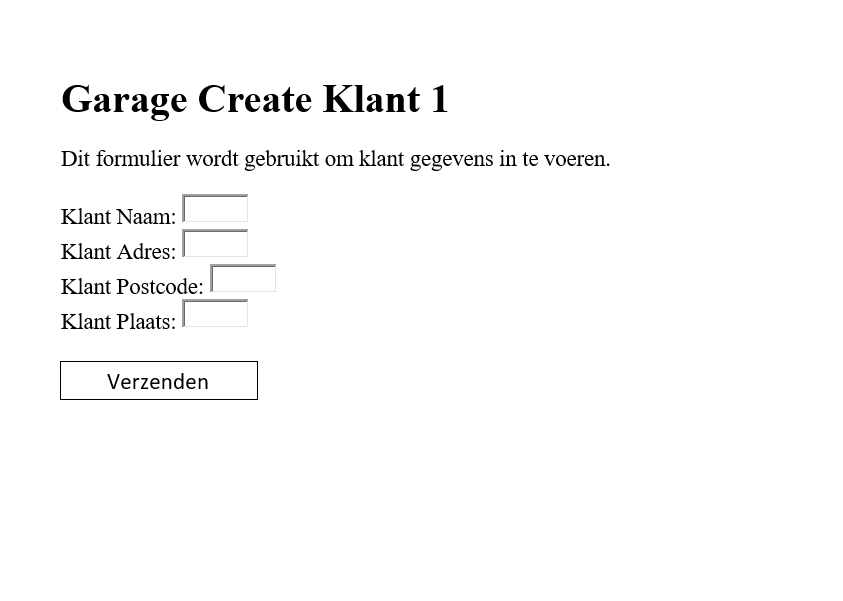 Garage Create Klant 1
Dit formulier wordt gebruikt om klant gegevens in te voeren.
Klant Naam:
Klant Adres:
Klant Postcode:
Klant Plaats:
Verzenden